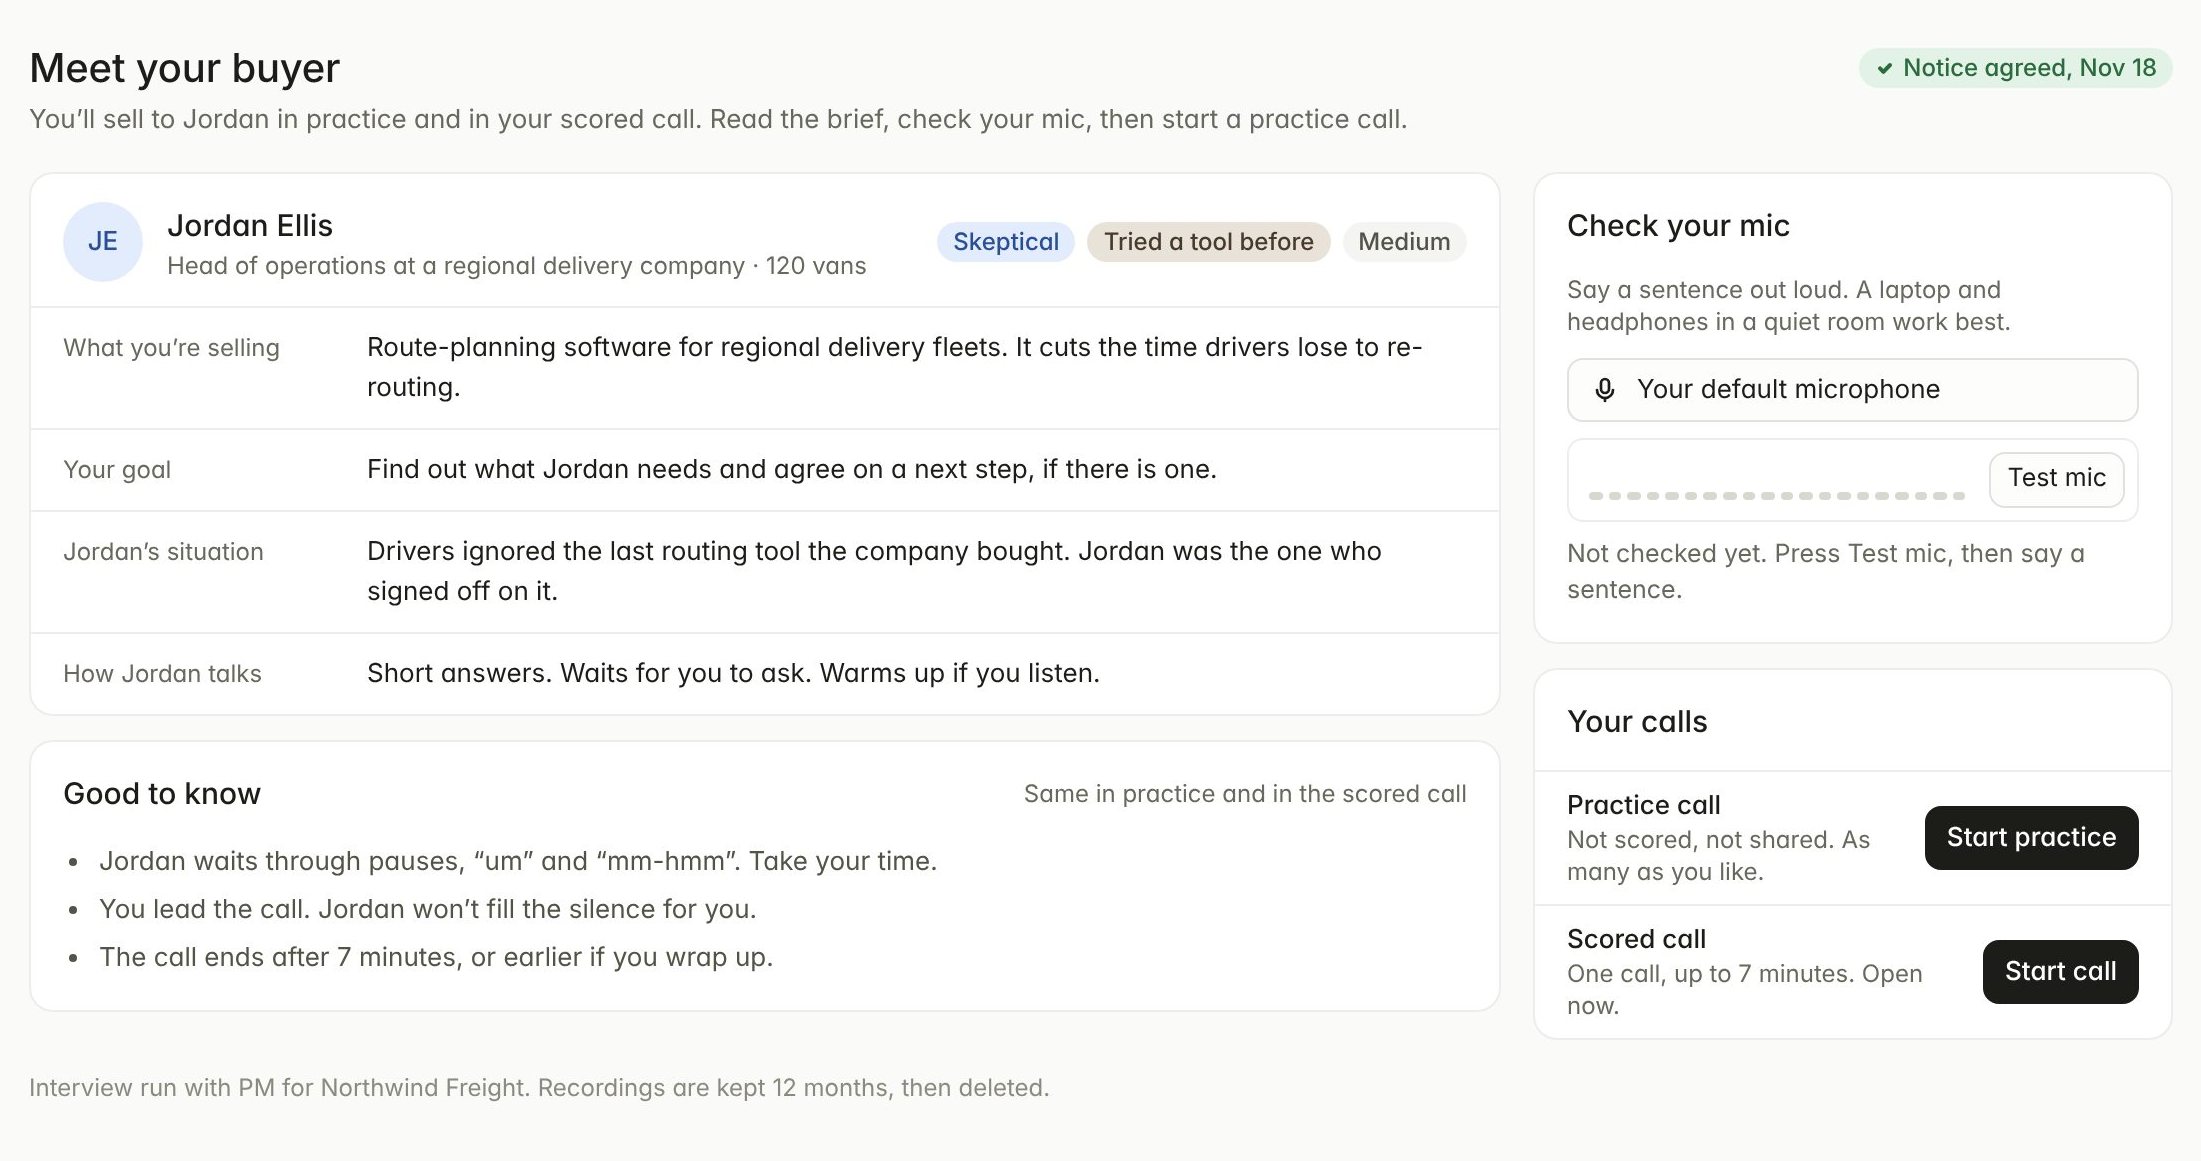 Meet your buyer
Notice agreed, Nov 18
You’ll sell to Jordan in practice and in your scored call. Read the brief, check your mic, then start a practice call.
JE
Jordan Ellis
Head of operations at a regional delivery company · 120 vans
Skeptical
Tried a tool before
Medium
What you’re selling
Route-planning software for regional delivery fleets. It cuts the time drivers lose to re-
routing.
Your goal
Find out what Jordan needs and agree on a next step, if there is one.
Jordan’s situation
Drivers ignored the last routing tool the company bought. Jordan was the one who
signed off on it.
How Jordan talks
Short answers. Waits for you to ask. Warms up if you listen.
Good to know
Same in practice and in the scored call
• Jordan waits through pauses, “um” and “mm-hmm”. Take your time.
• You lead the call. Jordan won’t fill the silence for you.
• The call ends after 7 minutes, or earlier if you wrap up.
Check your mic
Say a sentence out loud. A laptop and
headphones in a quiet room work best.
Your default microphone
Test mic
Not checked yet. Press Test mic, then say a
sentence.
Your calls
Practice call
Not scored, not shared. As
many as you like.
Start practice
Scored call
One call, up to 7 minutes. Open
now.
Start call
Interview run with PM for Northwind Freight. Recordings are kept 12 months, then deleted.